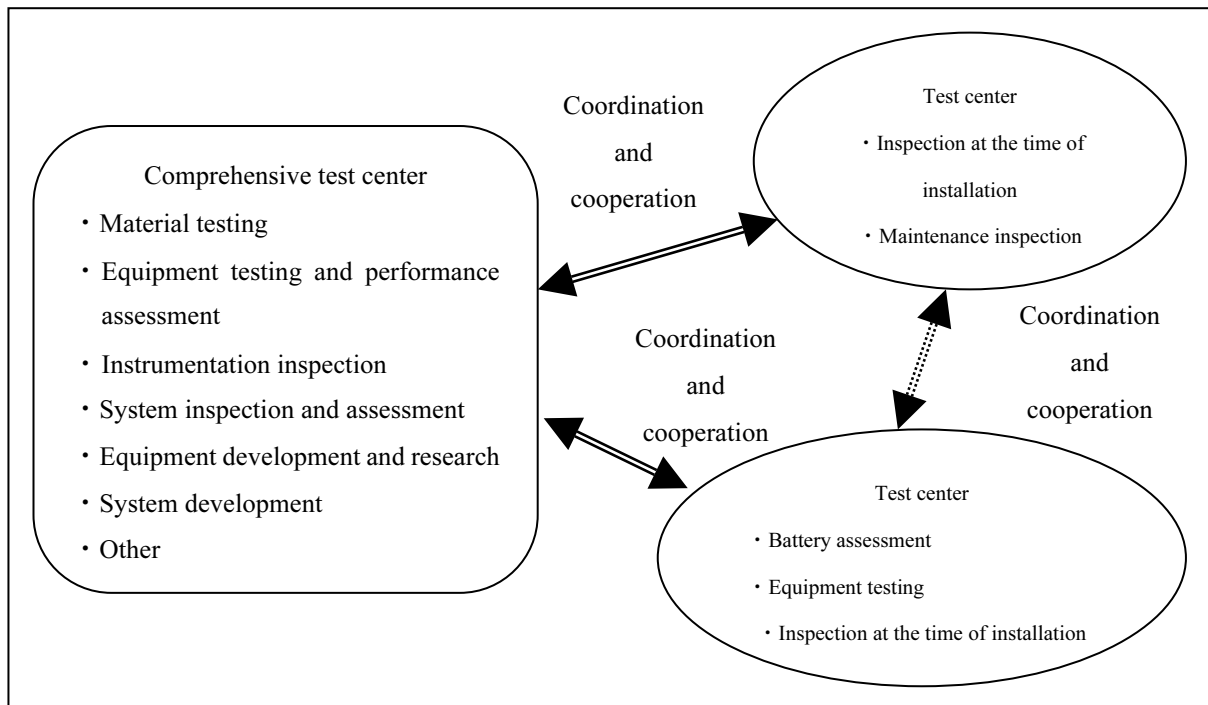 Comprehensive test center
・Material testing
・Equipment testing and performance
assessment
・Instrumentation inspection
・System inspection and assessment
・Equipment development and research
・System development
・Other
Coordination
and
cooperation
Test center
・Inspection at the time of
installation
・Maintenance inspection
Coordination
and
cooperation
Coordination
and
cooperation
Test center
・Battery assessment
・Equipment testing
・Inspection at the time of installation